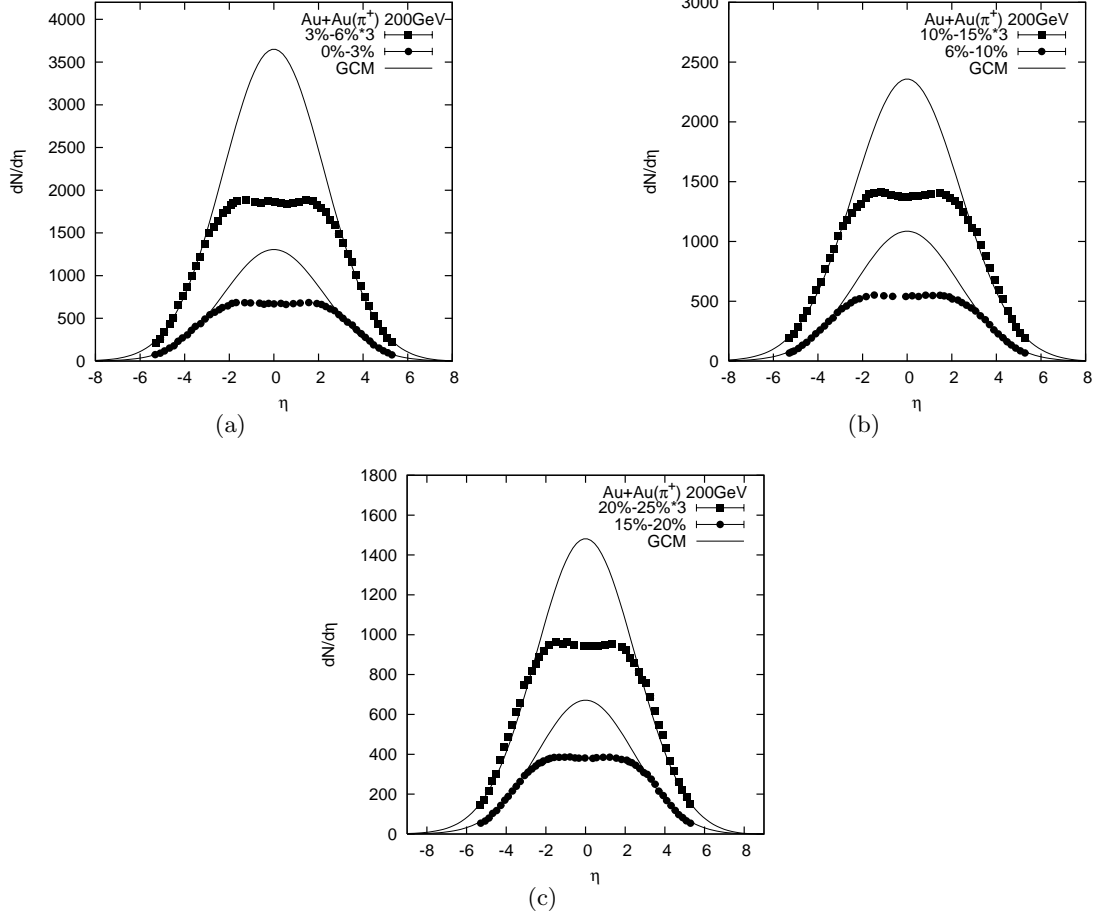 Au+Au(π+) 200GeV
3%-6%*3
0%-3%
GCM
4000
3500
3000
2500
2000
1500
1000
500
0
-8 -6 -4 -2 0 2 4 6 8
dN/dη
η
(a)
Au+Au(π+) 200GeV
10%-15%*3
6%-10%
GCM
3000
2500
2000
1500
1000
500
0
-8 -6 -4 -2 0 2 4 6 8
dN/dη
η
(b)
Au+Au(π+) 200GeV
20%-25%*3
15%-20%
GCM
1800
1600
1400
1200
1000
800
600
400
200
0
-8 -6 -4 -2 0 2 4 6 8
dN/dη
η
(c)